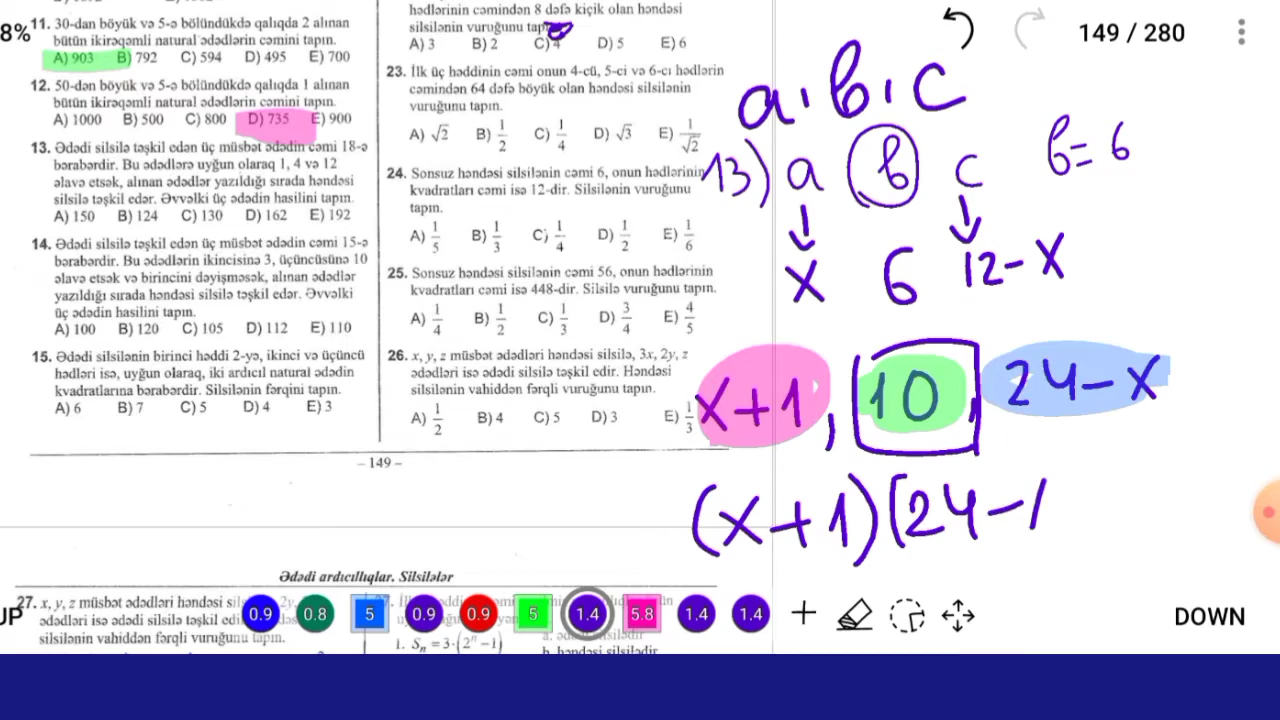 8%
11. 30-dan böyük və 5-ə bölündükdə qalıqda 2 alınan
bütün ikirəqəmli natural ədədlərin cəmini tapın.
A) 903 B) 792 C) 594 D) 495 E) 700
12. 50-dən böyük və 5-ə bölündükdə qalıqda 1 alınan
bütün ikirəqəmli natural ədədlərin cəmini tapın.
A) 1000 B) 500 C) 800 D) 735 E) 900
13. Ədədi silsilə təşkil edən üç müsbət ədədin cəmi 18-ə
bərabərdir. Bu ədədlərə uyğun olaraq 1, 4 və 12
əlavə etsək, alınan ədədlər yazıldığı sırada həndəsi
silsilə təşkil edər. Əvvəlki üç ədədin hasilini tapın.
A) 150 B) 124 C) 130 D) 162 E) 192
14. Ədədi silsilə təşkil edən üç müsbət ədədin cəmi 15-ə
bərabərdir. Bu ədədlərin ikincisinə 3, üçüncüsünə 10
əlavə etsək və birincini dəyişməsək, alınan ədədlər
yazıldığı sırada həndəsi silsilə təşkil edər. Əvvəlki
üç ədədin hasilini tapın.
A) 100 B) 120 C) 105 D) 112 E) 110
15. Ədədi silsilənin birinci həddi 2-yə, ikinci və üçüncü
hədləri isə, uyğun olaraq, iki ardıcıl natural ədədin
kvadratlarına bərabərdir. Silsilənin fərqini tapın.
A) 6 B) 7 C) 5 D) 4 E) 3
hədlərinin cəmindən 8 dəfə kiçik olan həndəsi
silsilənin vuruğunu
A) 3 B) 2 C) 4 D) 5 E) 6
23. İlk üç həddinin cəmi onun 4-cü, 5-ci və 6-cı hədlərin
cəmindən 64 dəfə böyük olan həndəsi silsilənin
vuruğunu tapın.
A) √2 B) 1/2 C) 1/4 D) √3 E) 1/√2
24. Sonsuz həndəsi silsilənin cəmi 6, onun hədlərinin
kvadratları cəmi isə 12-dir. Silsilənin vuruğunu
tapın.
A) 1/5 B) 1/3 C) 1/4 D) 1/2 E) 1/6
25. Sonsuz həndəsi silsilənin cəmi 56, onun hədlərinin
kvadratları cəmi isə 448-dir. Silsilə vuruğunu tapın.
A) 1/4 B) 1/2 C) 1/3 D) 3/4 E) 4/5
26. x, y, z müsbət ədədləri həndəsi silsilə, 3x, 2y, z
ədədləri isə ədədi silsilə təşkil edir. Həndəsi
silsilənin vahiddən fərqli vuruğunu tapın.
A) 1/2 B) 4 C) 5 D) 3 E) 1/3
– 149 –
Ədədi ardıcıllıqlar. Silsilələr
27. x, y, z müsbət ədədləri həndəsi
ədədləri isə ədədi silsilə təşkil
silsilənin vahiddən fərqli vuruğunu tapın.
1. Sₙ = 3·(2ⁿ – 1)
a. ədədi silsilədir
b. həndəsi silsilədir
149 / 280
a, b, c
13) a b c b = 6
x 6 12 – x
x + 1, 10, 24 – x
(x + 1)(24 –
UP 0.9 0.8 5 0.9 0.9 5 1.4 5.8 1.4 1.4 DOWN